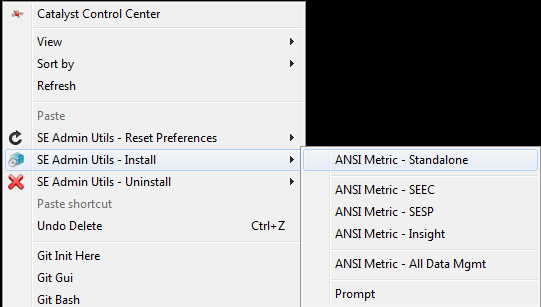 Catalyst Control Center
View
Sort by
Refresh
Paste
SE Admin Utils - Reset Preferences
SE Admin Utils - Install
SE Admin Utils - Uninstall
Paste shortcut
Undo Delete Ctrl+Z
Git Init Here
Git Gui
Git Bash
ANSI Metric - Standalone
ANSI Metric - SEEC
ANSI Metric - SESP
ANSI Metric - Insight
ANSI Metric - All Data Mgmt
Prompt